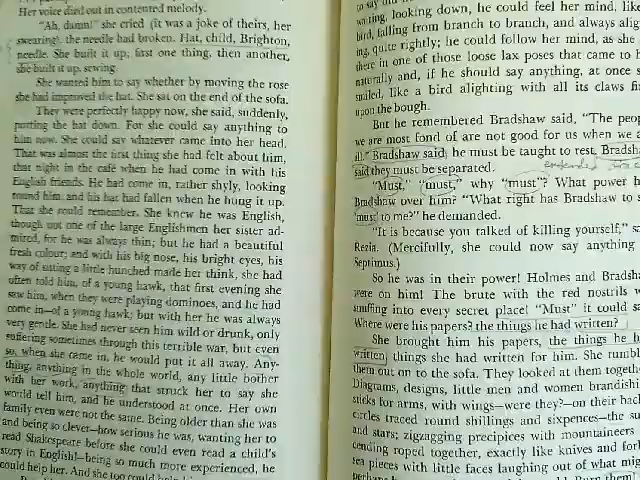 Her voice died out in contented melody.
"Ah, damn!" she cried (it was a joke of theirs, her
swearing), the needle had broken. Hat, child, Brighton,
needle. She built it up; first one thing, then another,
she built it up, sewing.
She wanted him to say whether by moving the rose
she had improved the hat. She sat on the end of the sofa.
They were perfectly happy now, she said, suddenly,
putting the hat down. For she could say anything to
him now. She could say whatever came into her head.
That was almost the first thing she had felt about him,
that night in the café when he had come in with his
English friends. He had come in, rather shyly, looking
round him, and his hat had fallen when he hung it up.
That she could remember. She knew he was English,
though not one of the large Englishmen her sister ad-
mired, for he was always thin; but he had a beautiful
fresh colour; and with his big nose, his bright eyes, his
way of sitting a little hunched made her think, she had
often told him, of a young hawk, that first evening she
saw him, when they were playing dominoes, and he had
come in—of a young hawk; but with her he was always
very gentle. She had never seen him wild or drunk, only
suffering sometimes through this terrible war, but even
so, when she came in, he would put it all away. Any-
thing, anything in the whole world, any little bother
with her work, anything that struck her to say she
would tell him, and he understood at once. Her own
family even were not the same. Being older than she was
and being so clever—how serious he was, wanting her to
read Shakespeare before she could even read a child's
story in English!—being so much more experienced, he
could help her. And she too could help
to say
waiting, looking down, he could feel her mind, like
bird, falling from branch to branch, and always alig
ing, quite rightly; he could follow her mind, as she
there in one of those loose lax poses that came to h
naturally and, if he should say anything, at once s
smiled, like a bird alighting with all its claws fi
upon the bough.
But he remembered Bradshaw said, "The peop
we are most fond of are not good for us when we a
ill." Bradshaw said, he must be taught to rest. Bradsh
said they must be separated.
"Must," "must," why "must"? What power h
Bradshaw over him? "What right has Bradshaw to s
'must' to me?" he demanded.
"It is because you talked of killing yourself," sa
Rezia. (Mercifully, she could now say anything
Septimus.)
So he was in their power! Holmes and Bradsha
were on him! The brute with the red nostrils w
snuffing into every secret place! "Must" it could sa
Where were his papers? the things he had written?
She brought him his papers, the things he h
written, things she had written for him. She tumbl
them out on to the sofa. They looked at them togeth
Diagrams, designs, little men and women brandish
sticks for arms, with wings—were they?—on their back
circles traced round shillings and sixpences—the su
and stars; zigzagging precipices with mountaineers
cending roped together, exactly like knives and for
sea pieces with little faces laughing out of what mig